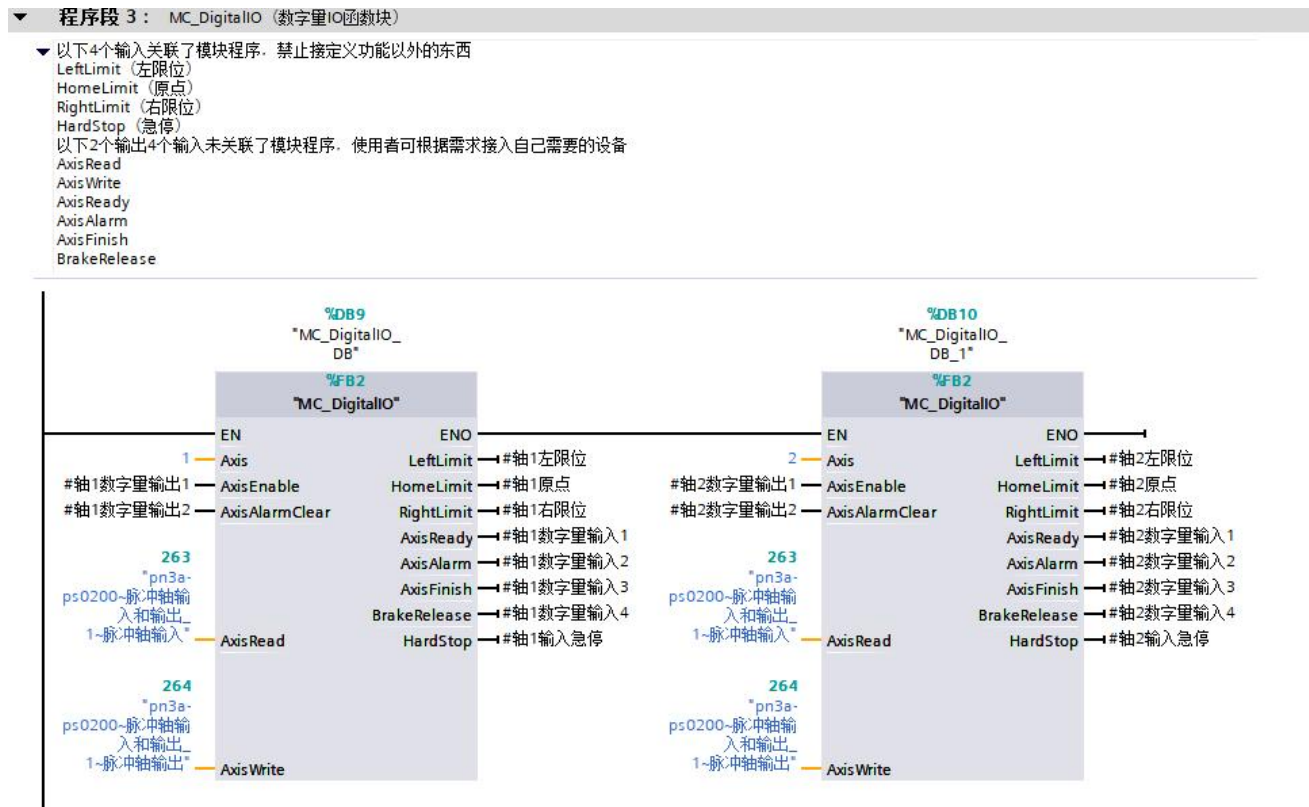 程序段 3： MC_DigitalIO（数字量IO函数块）
以下4个输入关联了模块程序，禁止接定义功能以外的东西
LeftLimit（左限位）
HomeLimit（原点）
RightLimit（右限位）
HardStop（急停）
以下2个输出4个输入未关联了模块程序，使用者可根据需求接入自己需要的设备
AxisRead
AxisWrite
AxisReady
AxisAlarm
AxisFinish
BrakeRelease
%DB9
"MC_DigitalIO_
DB"
%FB2
"MC_DigitalIO"
EN
ENO
1
Axis
LeftLimit
#轴1左限位
#轴1数字量输出1
AxisEnable
HomeLimit
#轴1原点
#轴1数字量输出2
AxisAlarmClear
RightLimit
#轴1右限位
AxisReady
#轴1数字量输入1
AxisAlarm
#轴1数字量输入2
AxisFinish
#轴1数字量输入3
BrakeRelease
#轴1数字量输入4
HardStop
#轴1输入急停
263
"pn3a-
ps0200~脉冲轴输
入和输出_
1~脉冲轴输入"
AxisRead
264
"pn3a-
ps0200~脉冲轴输
入和输出_
1~脉冲轴输出"
AxisWrite
%DB10
"MC_DigitalIO_
DB_1"
%FB2
"MC_DigitalIO"
EN
ENO
2
Axis
LeftLimit
#轴2左限位
#轴2数字量输出1
AxisEnable
HomeLimit
#轴2原点
#轴2数字量输出2
AxisAlarmClear
RightLimit
#轴2右限位
AxisReady
#轴2数字量输入1
AxisAlarm
#轴2数字量输入2
AxisFinish
#轴2数字量输入3
BrakeRelease
#轴2数字量输入4
HardStop
#轴2输入急停
263
"pn3a-
ps0200~脉冲轴输
入和输出_
1~脉冲轴输入"
AxisRead
264
"pn3a-
ps0200~脉冲轴输
入和输出_
1~脉冲轴输出"
AxisWrite